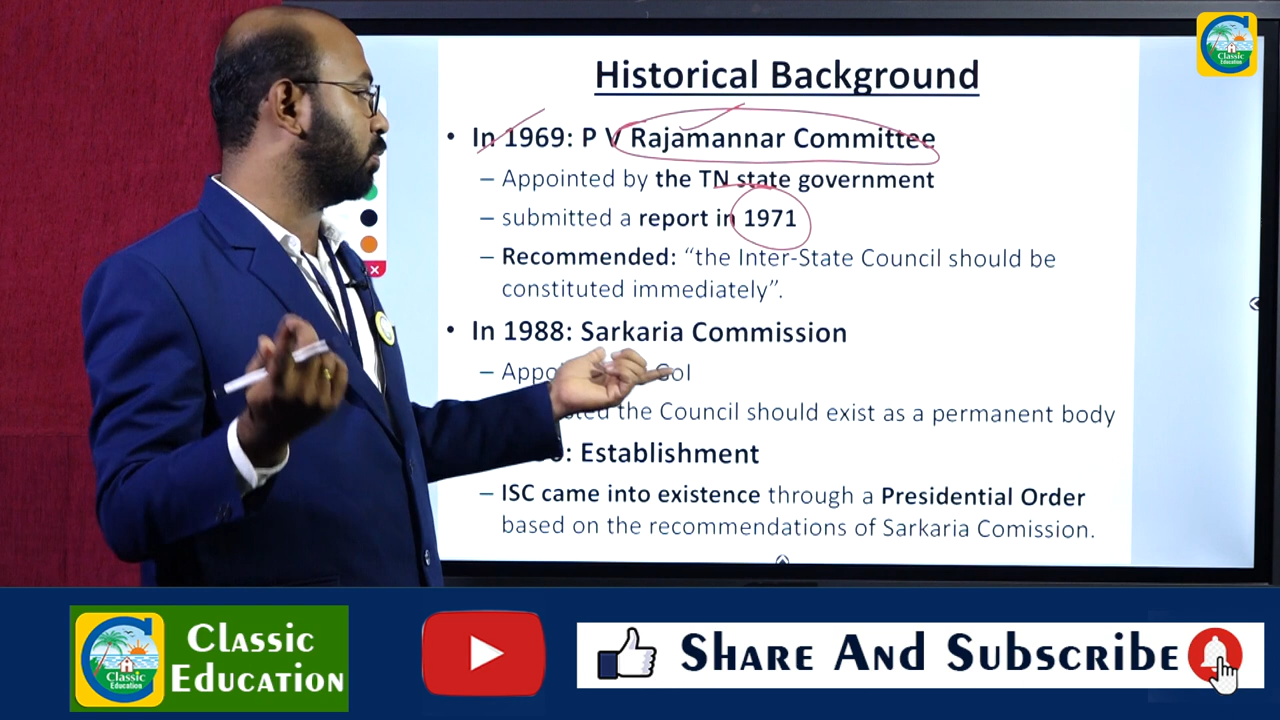 Classic
Education
Historical Background
• In 1969: P V Rajamannar Committee
– Appointed by the TN state government
– submitted a report in 1971
– Recommended: “the Inter-State Council should be
constituted immediately”.
• In 1988: Sarkaria Commission
– GoI
the Council should exist as a permanent body
: Establishment
– ISC came into existence through a Presidential Order
based on the recommendations of Sarkaria Comission.
Classic
Education
Classic
Education
Share And Subscribe